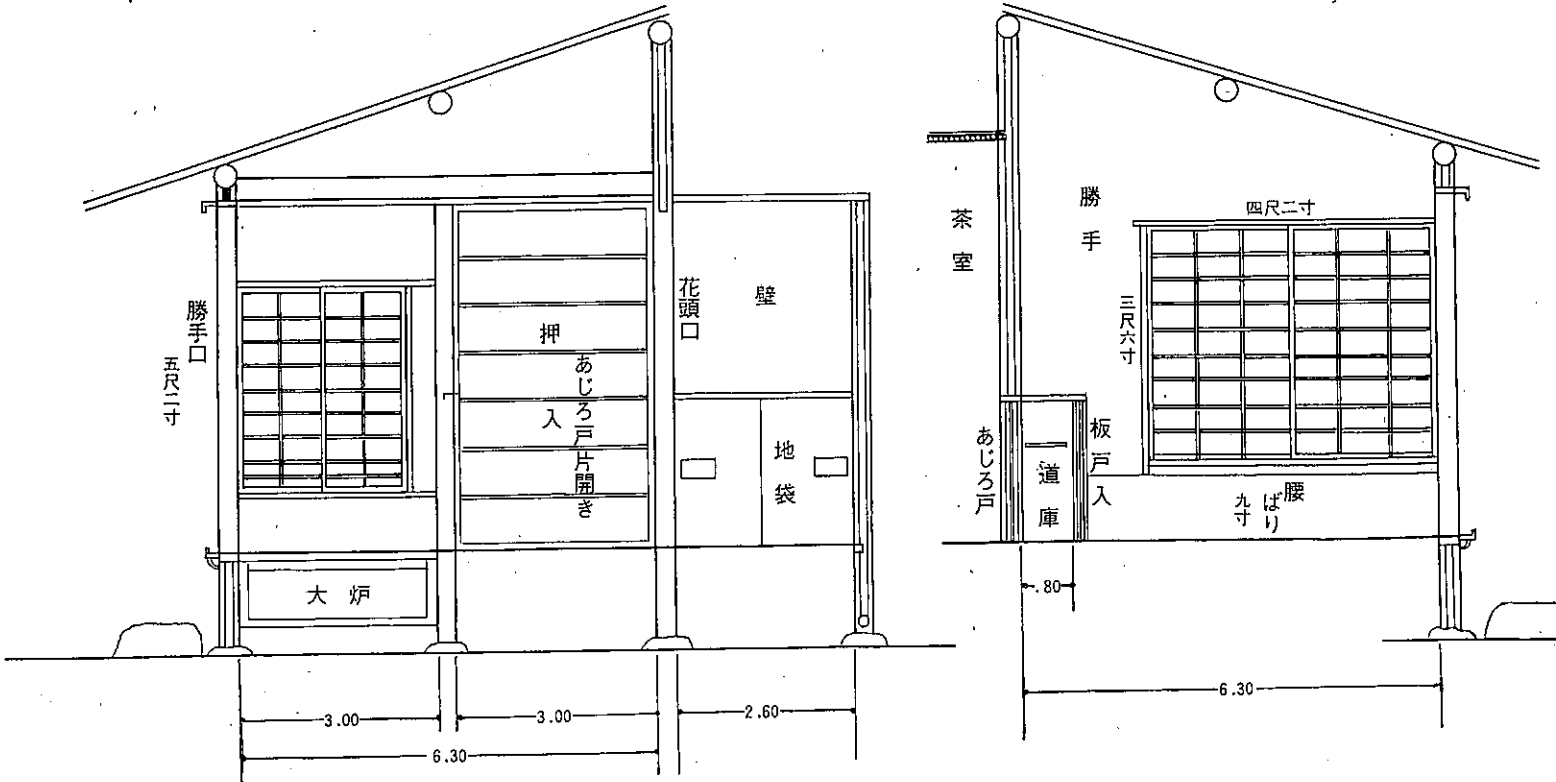 勝手口
五尺二寸
押入
あじろ戸片開き
花頭口
壁
地袋
大炉
3.00
3.00
2.60
6.30
茶室
勝手
四尺二寸
三尺六寸
あじろ戸
道庫
板戸入
腰ばり
九寸
.80
6.30